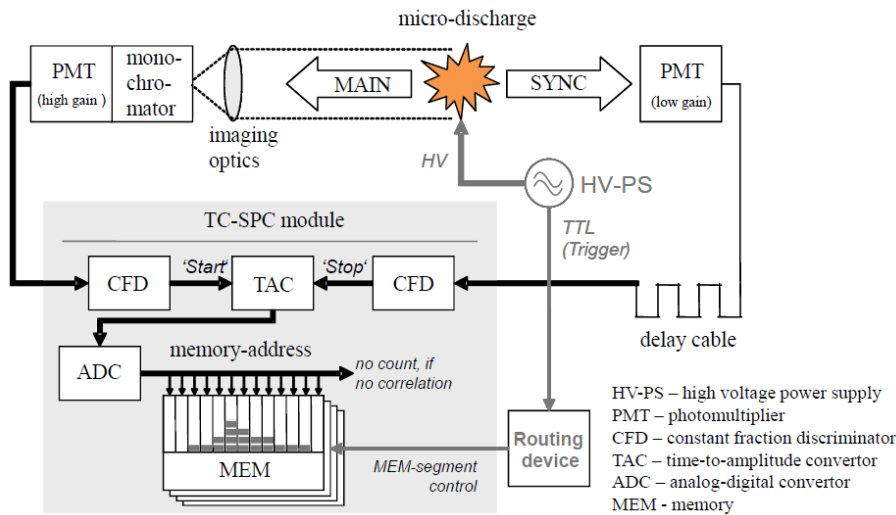 micro-discharge
PMT
(high gain )
mono-
chro-
mator
MAIN
SYNC
PMT
(low gain)
imaging
optics
HV
HV-PS
TTL
(Trigger)
TC-SPC module
CFD
'Start'
TAC
'Stop'
CFD
delay cable
ADC
memory-address
no count, if
no correlation
MEM
MEM-segment
control
Routing
device
HV-PS – high voltage power supply
PMT – photomultiplier
CFD – constant fraction discriminator
TAC – time-to-amplitude convertor
ADC – analog-digital convertor
MEM - memory